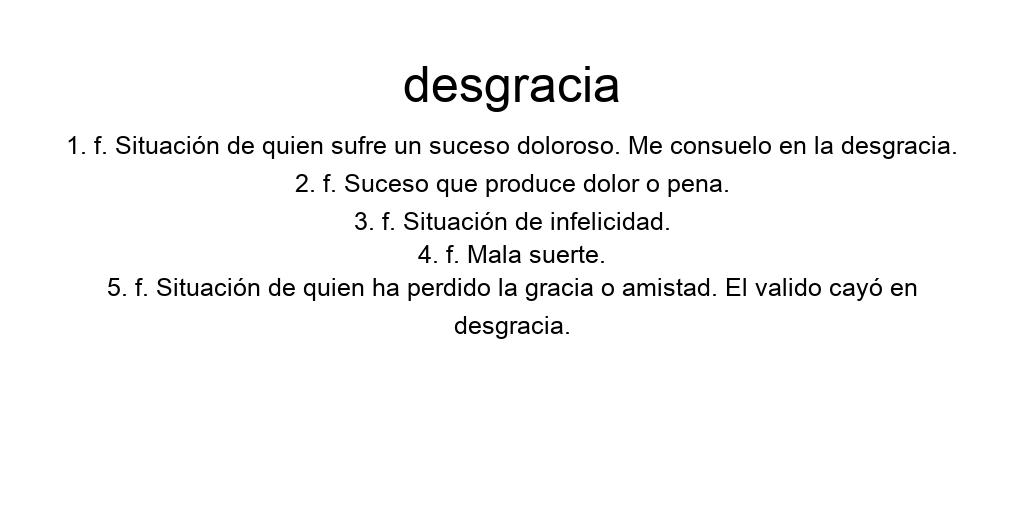 desgracia
1. f. Situación de quien sufre un suceso doloroso. Me consuelo en la desgracia.
2. f. Suceso que produce dolor o pena.
3. f. Situación de infelicidad.
4. f. Mala suerte.
5. f. Situación de quien ha perdido la gracia o amistad. El valido cayó en
desgracia.